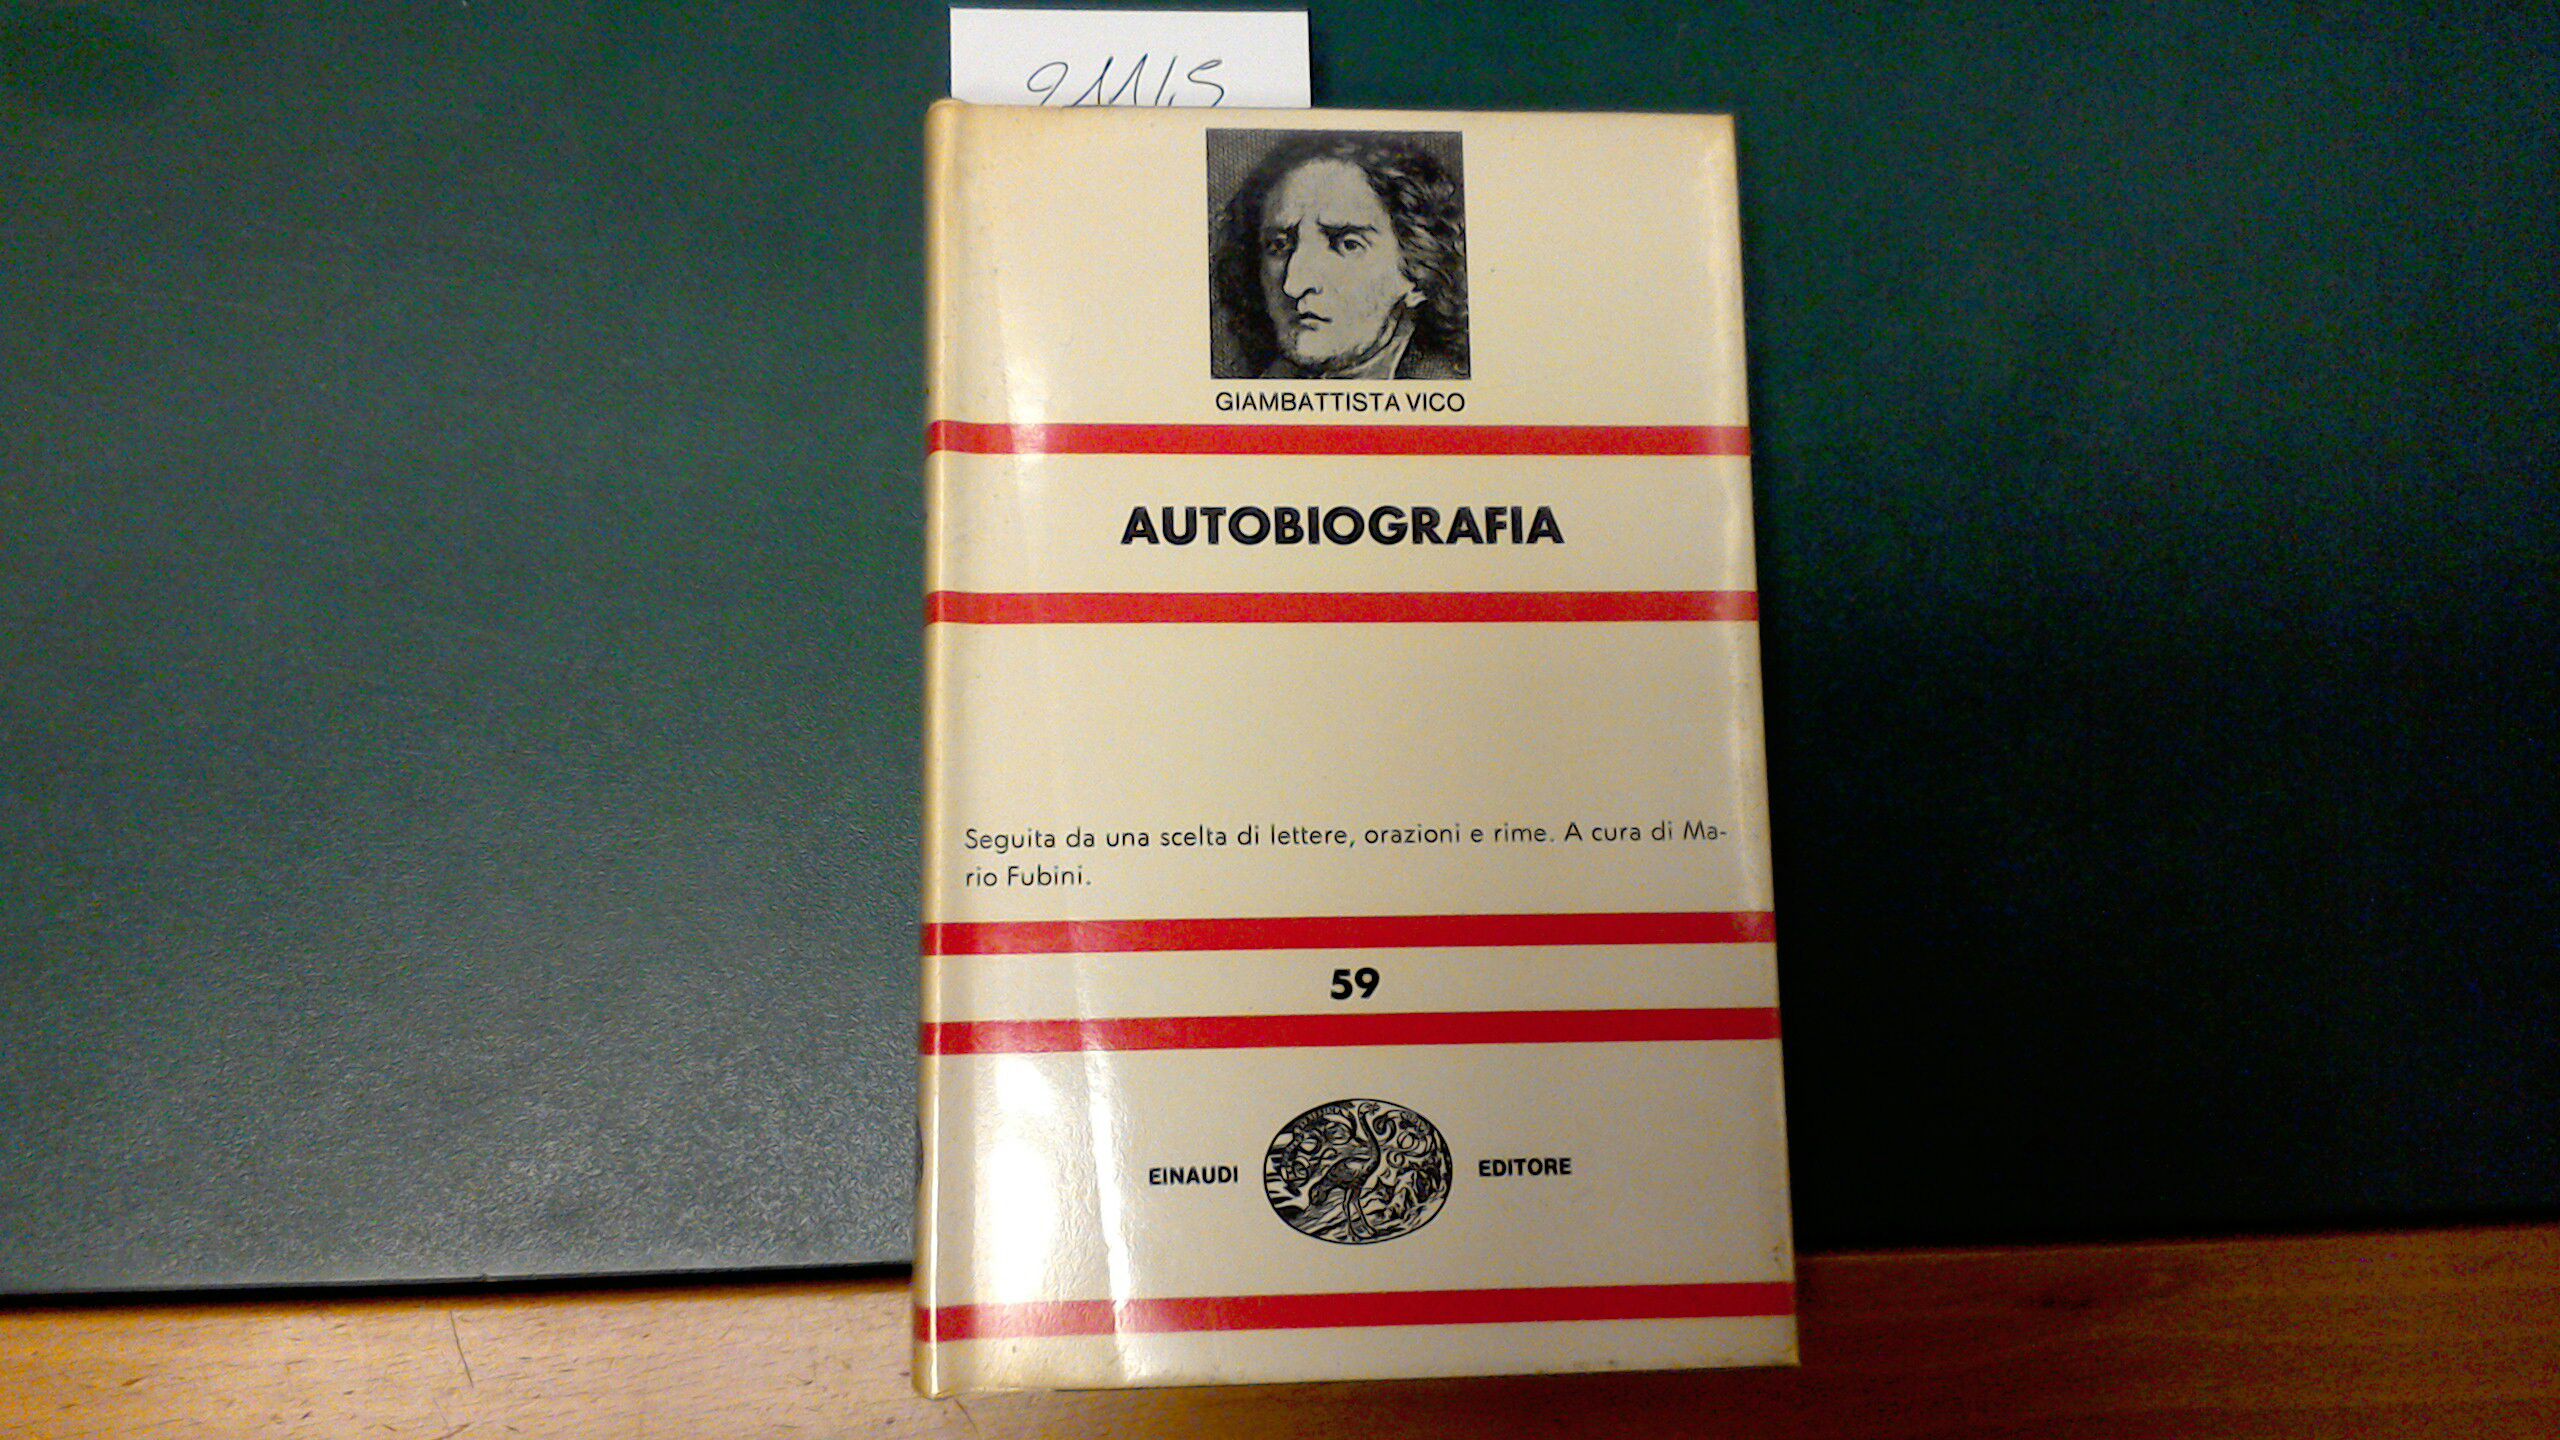 GIAMBATTISTA VICO
AUTOBIOGRAFIA
Seguita da una scelta di lettere, orazioni e rime. A cura di Ma-
rio Fubini.
59
EINAUDI EDITORE